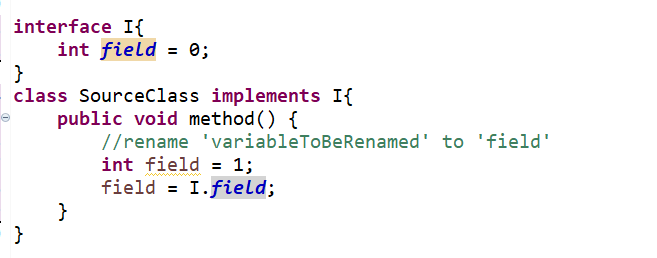 interface I{
    int field = 0;
}
class SourceClass implements I{
    public void method() {
        //rename 'variableToBeRenamed' to 'field'
        int field = 1;
        field = I.field;
    }
}